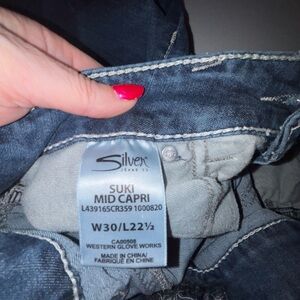 Silver
JEANS CO.
SUKI
MID CAPRI
L43916SCR359 1000820
W30/L22½
CA00908
WESTERN GLOVE WORKS
MADE IN CHINA/
FABRIQUÉ EN CHINE